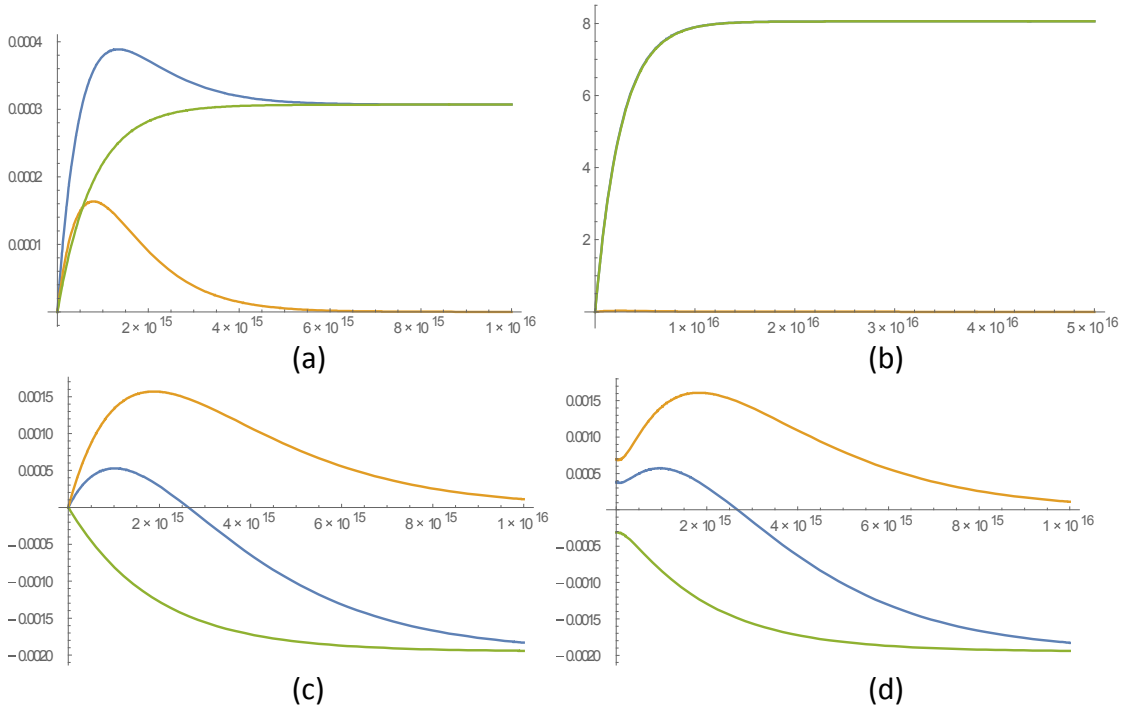 0.0004
0.0003
0.0002
0.0001
2 × 10^15
4 × 10^15
6 × 10^15
8 × 10^15
1 × 10^16
(a)
8
6
4
2
1 × 10^16
2 × 10^16
3 × 10^16
4 × 10^16
5 × 10^16
(b)
0.0015
0.0010
0.0005
−0.0005
−0.0010
−0.0015
−0.0020
2 × 10^15
4 × 10^15
6 × 10^15
8 × 10^15
1 × 10^16
(c)
0.0015
0.0010
0.0005
−0.0005
−0.0010
−0.0015
−0.0020
2 × 10^15
4 × 10^15
6 × 10^15
8 × 10^15
1 × 10^16
(d)